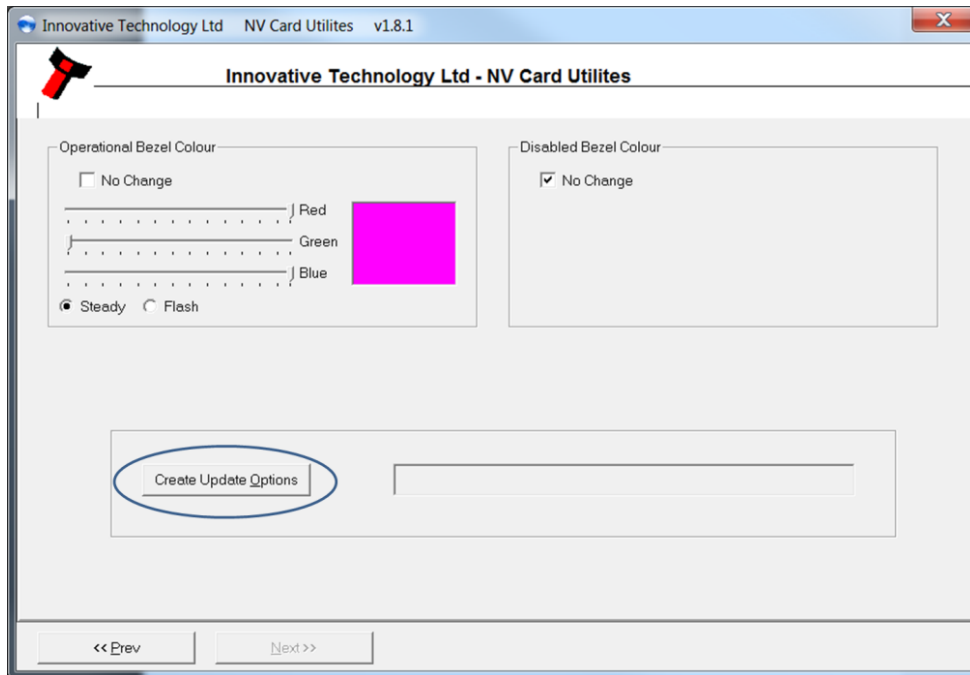 Innovative Technology Ltd NV Card Utilites v1.8.1
Innovative Technology Ltd - NV Card Utilites
Operational Bezel Colour
No Change
Red
Green
Blue
Steady Flash
Disabled Bezel Colour
No Change
Create Update Options
<< Prev Next >>